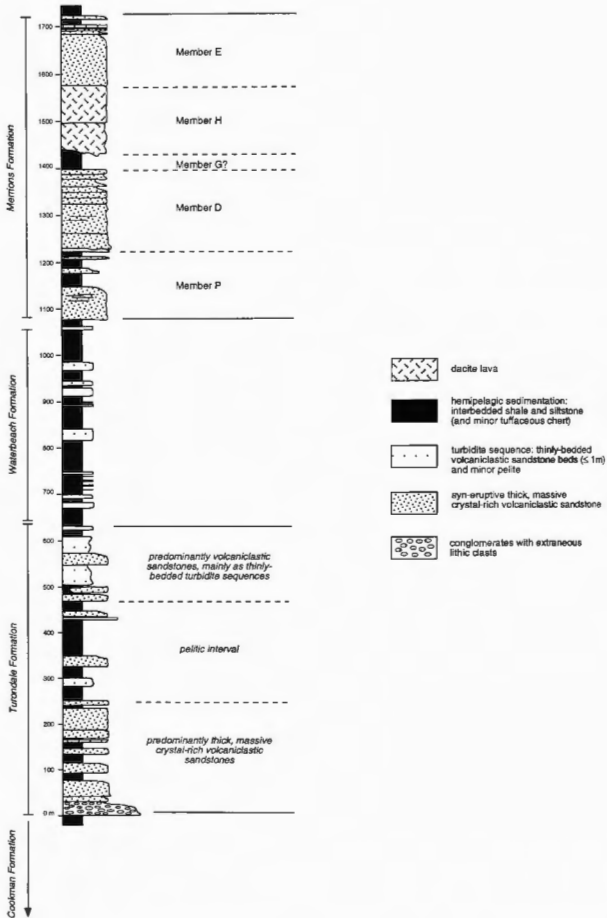 Merrions Formation
Waterbeach Formation
Turondale Formation
Cookman Formation
1700
1600
1500
1400
1300
1200
1100
1000
900
800
700
600
500
400
300
200
100
0 m
Member E
Member H
Member G?
Member D
Member P
predominantly volcaniclastic
sandstones, mainly as thinly-
bedded turbidite sequences
pelitic interval
predominantly thick, massive
crystal-rich volcaniclastic
sandstones
dacite lava
hemipelagic sedimentation:
interbedded shale and siltstone
(and minor tuffaceous chert)
turbidite sequence: thinly-bedded
volcaniclastic sandstone beds (≤ 1m)
and minor pelite
syn-eruptive thick, massive
crystal-rich volcaniclastic sandstone
conglomerates with extraneous
lithic clasts